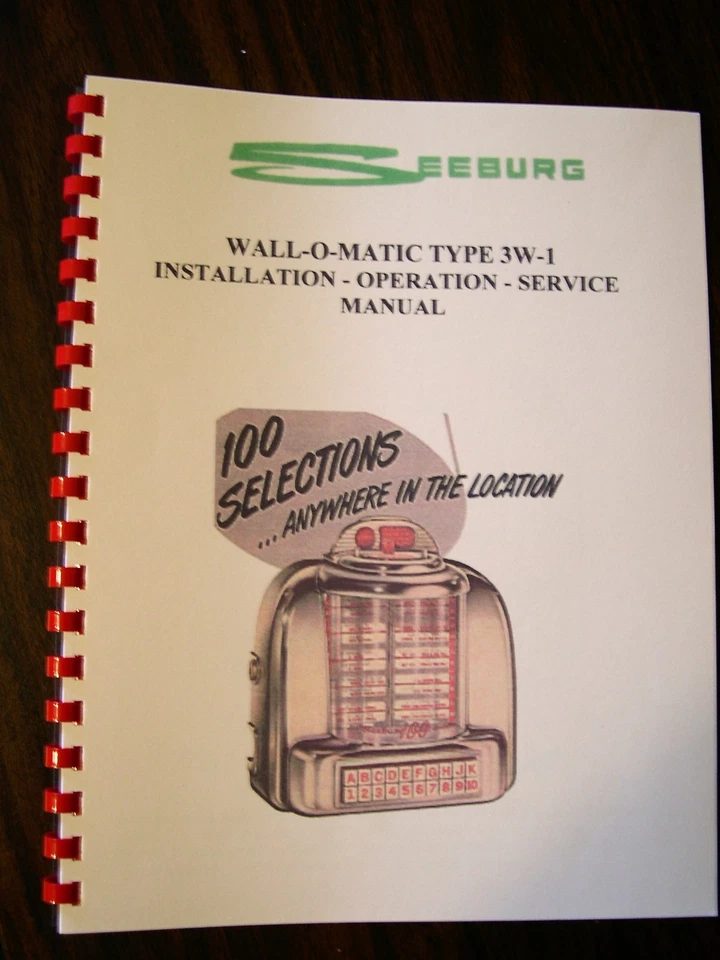 SEEBURG
WALL-O-MATIC TYPE 3W-1
INSTALLATION - OPERATION - SERVICE
MANUAL
100
SELECTIONS
...ANYWHERE IN THE LOCATION
100
A B C D E F G H J K
1 2 3 4 5 6 7 8 9 10